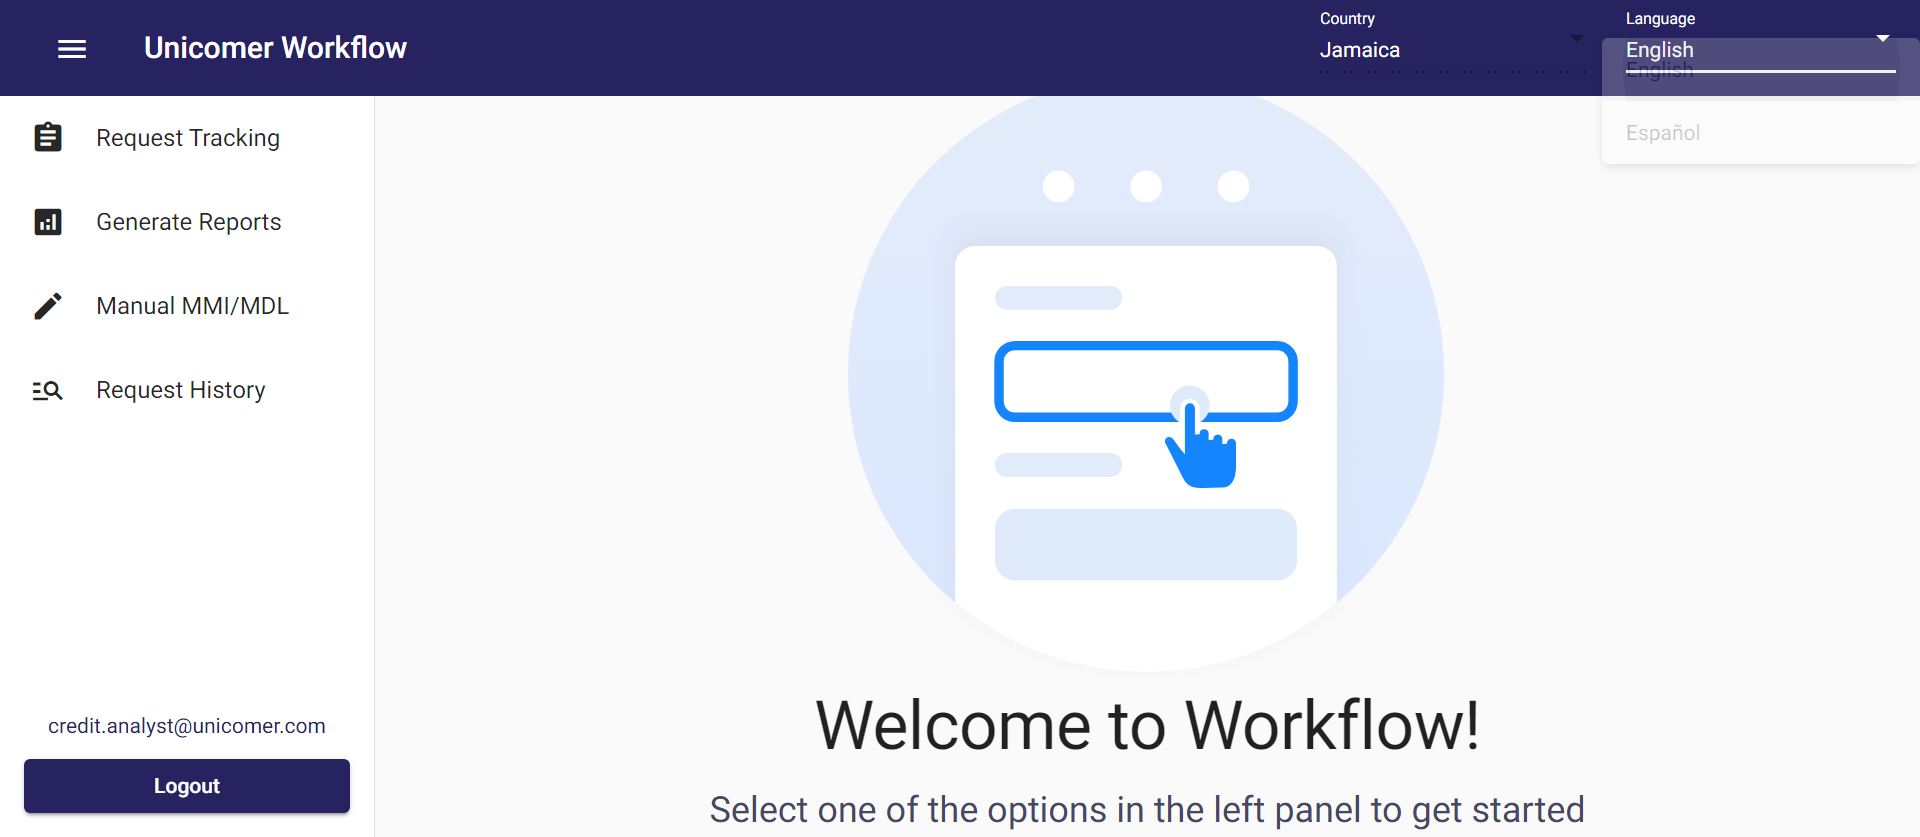 Unicomer Workflow
Country
Jamaica
Language
English
English
Español
Request Tracking
Generate Reports
Manual MMI/MDL
Request History
credit.analyst@unicomer.com
Logout
Welcome to Workflow!
Select one of the options in the left panel to get started